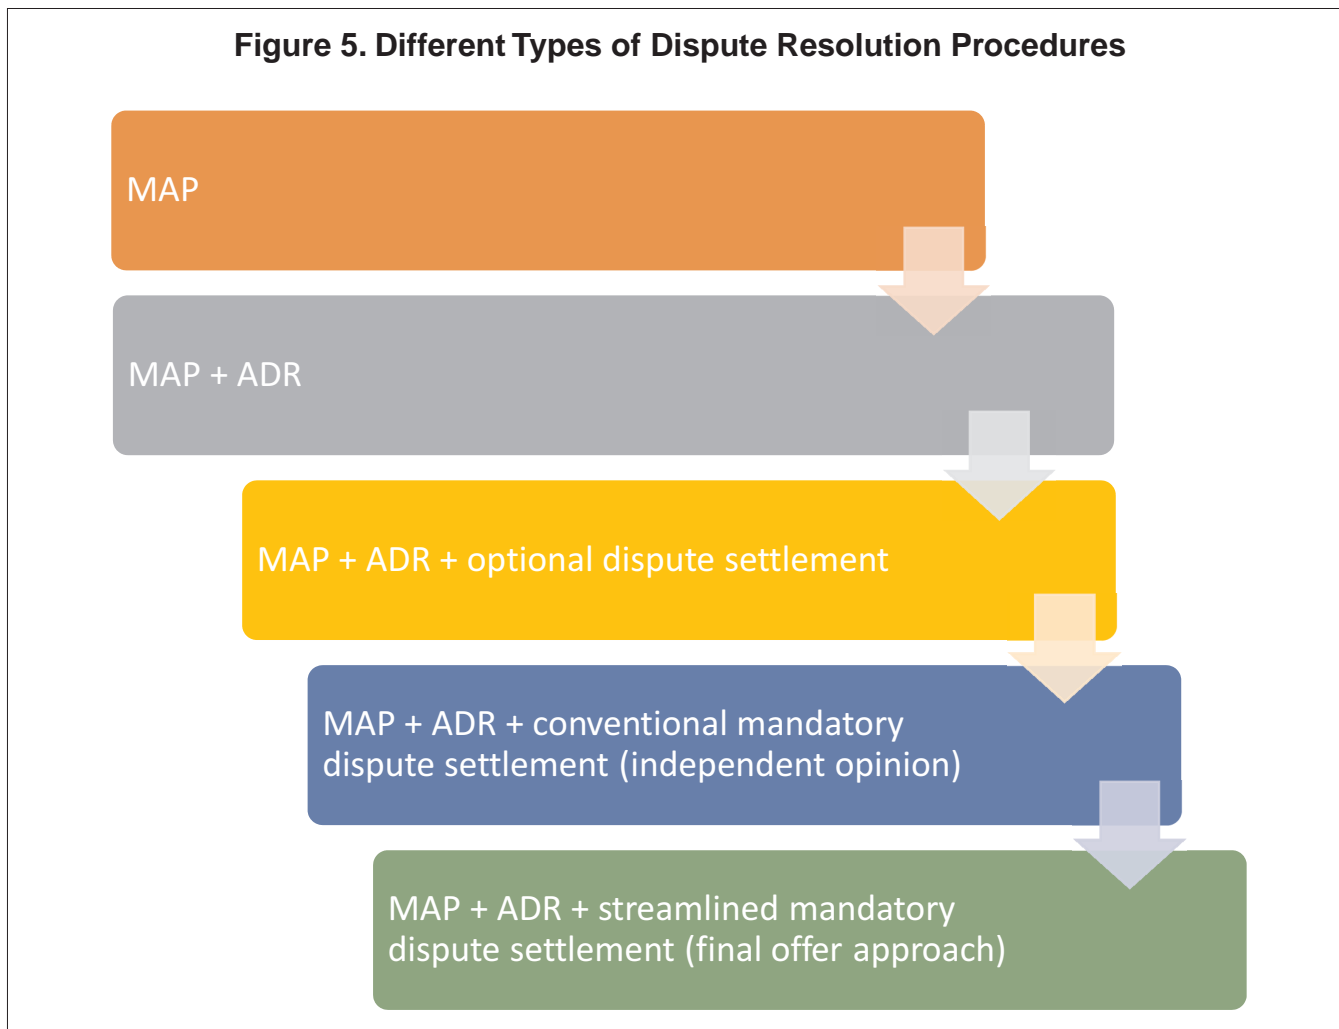 Figure 5. Different Types of Dispute Resolution Procedures
MAP
MAP + ADR
MAP + ADR + optional dispute settlement
MAP + ADR + conventional mandatory
dispute settlement (independent opinion)
MAP + ADR + streamlined mandatory
dispute settlement (final offer approach)